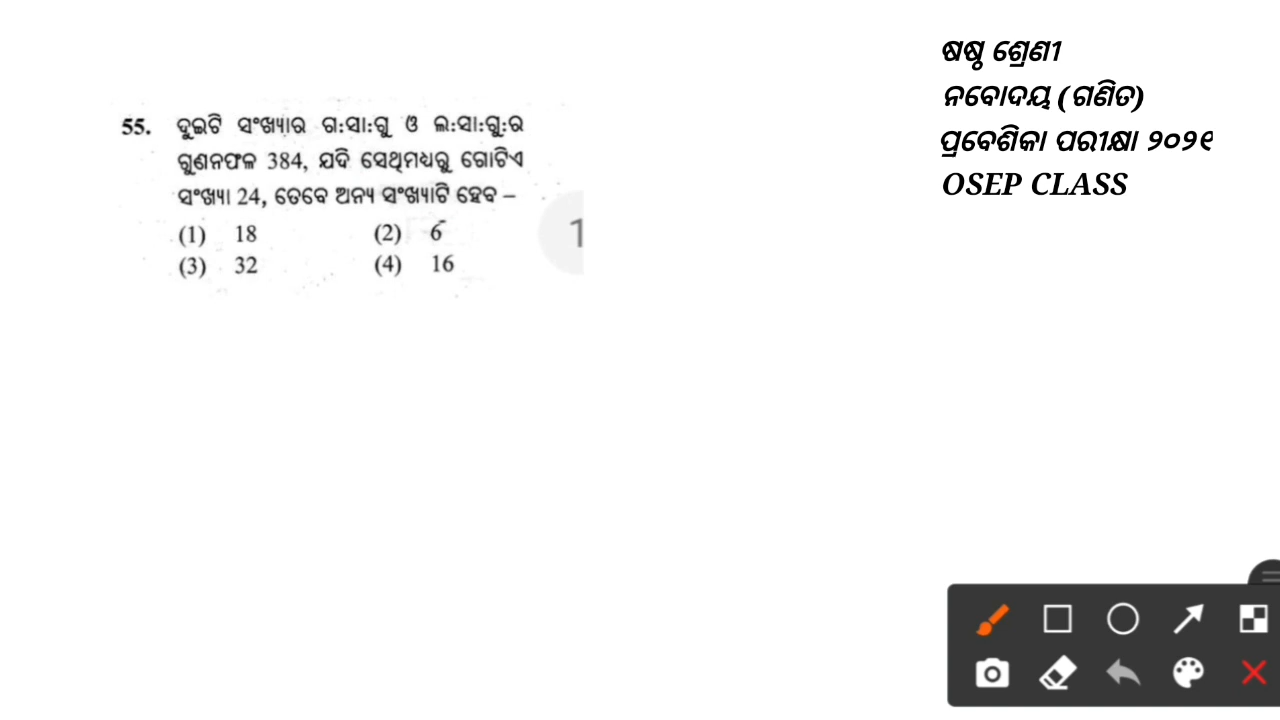 55. ଦୁଇଟି ସଂଖ୍ୟାର ଗ:ସା:ଗୁ ଓ ଲ:ସା:ଗୁ:ର
ଗୁଣନଫଳ 384, ଯଦି ସେଥିମଧ୍ୟରୁ ଗୋଟିଏ
ସଂଖ୍ୟା 24, ତେବେ ଅନ୍ୟ ସଂଖ୍ୟାଟି ହେବ –
(1) 18 (2) 6
(3) 32 (4) 16
1
ଷଷ୍ଠ ଶ୍ରେଣୀ
ନବୋଦୟ (ଗଣିତ)
ପ୍ରବେଶିକା ପରୀକ୍ଷା ୨୦୨୧
OSEP CLASS